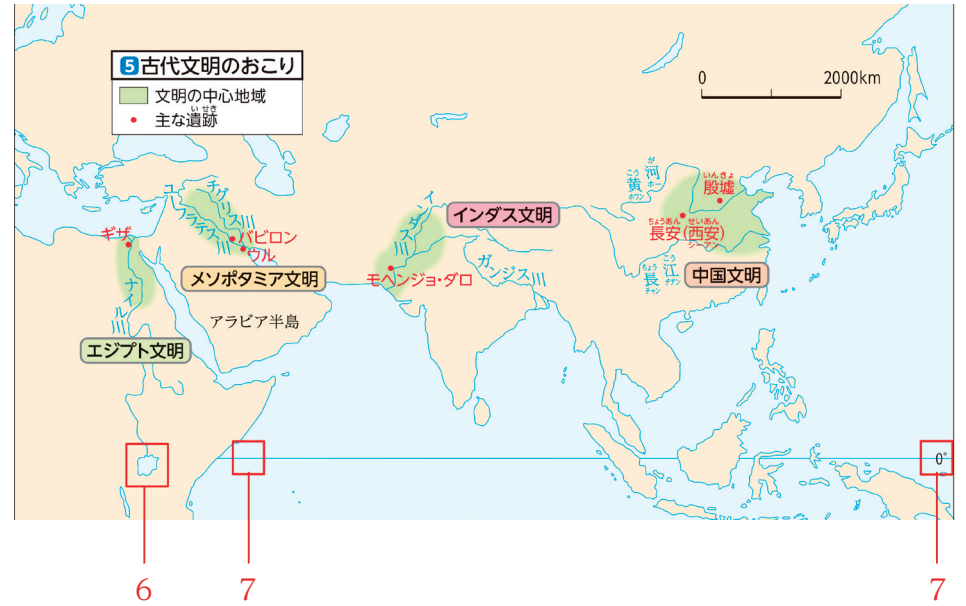 5古代文明のおこり
文明の中心地域
いせき
主な遺跡
0 2000km
チグリス川
ユーフラテス川
バビロン
ウル
メソポタミア文明
ギザ
ナイル川
エジプト文明
アラビア半島
インダス川
インダス文明
モヘンジョ・ダロ
ガンジス川
こう が
黄河
ホワン ホー
いんきょ
殷墟
ちょうあん せいあん
長安(西安)
シーアン
ちょう こう
長江
チャン チアン
中国文明
0°
6
7
7